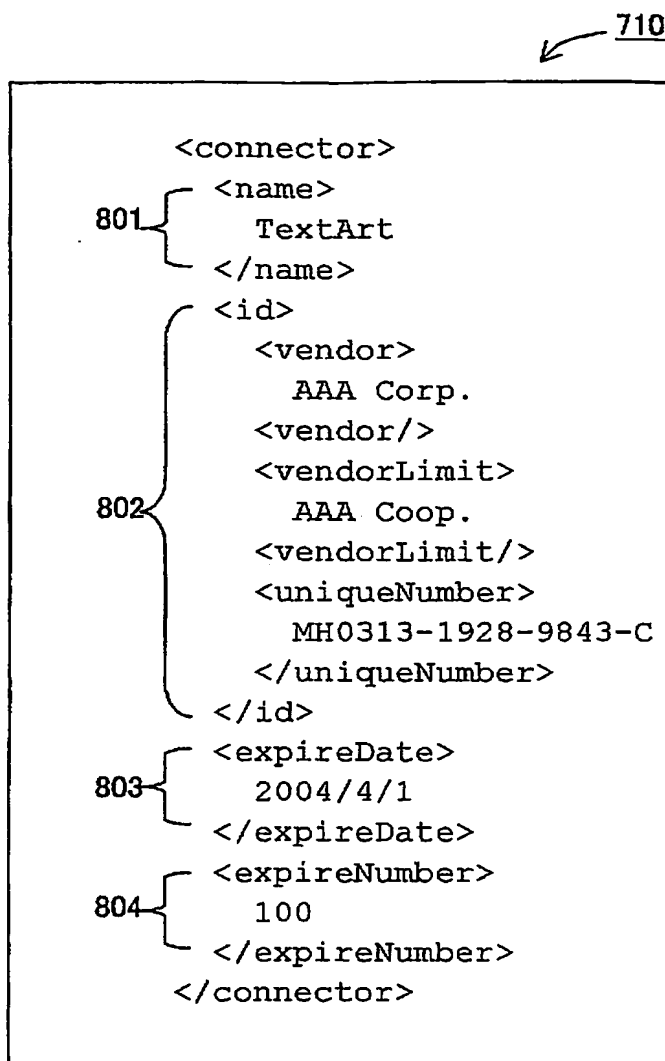 710
<connector>
801
<name>
TextArt
</name>
802
<id>
<vendor>
AAA Corp.
<vendor/>
<vendorLimit>
AAA Coop.
<vendorLimit/>
<uniqueNumber>
MH0313-1928-9843-C
</uniqueNumber>
</id>
803
<expireDate>
2004/4/1
</expireDate>
804
<expireNumber>
100
</expireNumber>
</connector>